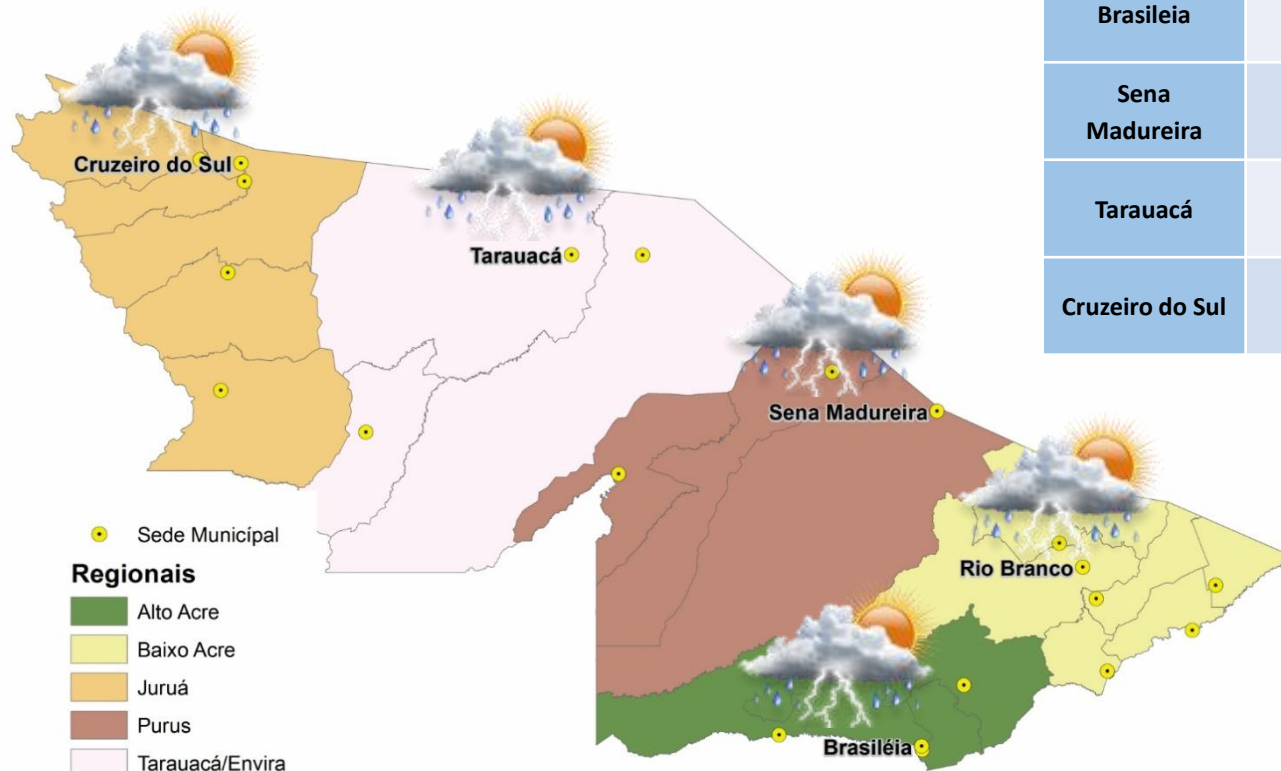 Brasileia
Sena
Madureira
Tarauacá
Cruzeiro do Sul
Cruzeiro do Sul
Tarauacá
Sena Madureira
Rio Branco
Brasiléia
Sede Municípal
Regionais
Alto Acre
Baixo Acre
Juruá
Purus
Tarauacá/Envira